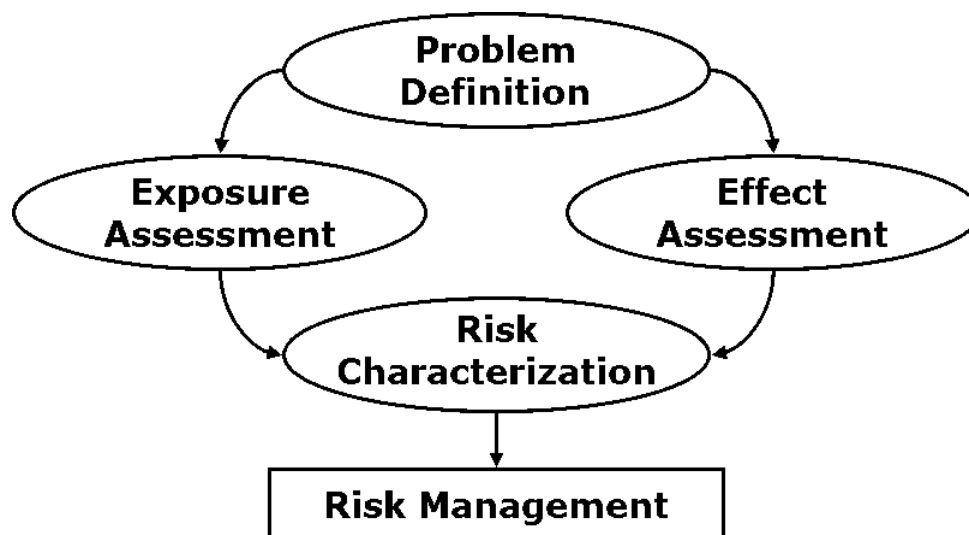 Problem
Definition
Exposure
Assessment
Effect
Assessment
Risk
Characterization
Risk Management